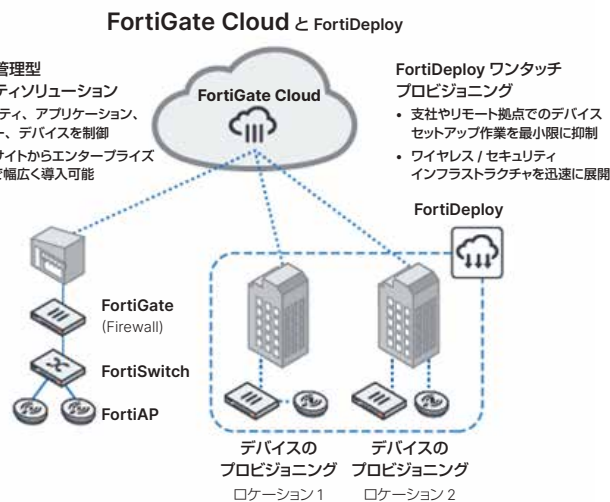 FortiGate Cloud と FortiDeploy
管理型
ティソリューション
ティ、アプリケーション、
ー、デバイスを制御
サイトからエンタープライズ
で幅広く導入可能
FortiGate Cloud
FortiDeploy ワンタッチ
プロビジョニング
• 支社やリモート拠点でのデバイス
セットアップ作業を最小限に抑制
• ワイヤレス / セキュリティ
インフラストラクチャを迅速に展開
FortiDeploy
FortiGate
(Firewall)
FortiSwitch
FortiAP
デバイスの
プロビジョニング
ロケーション 1
デバイスの
プロビジョニング
ロケーション 2